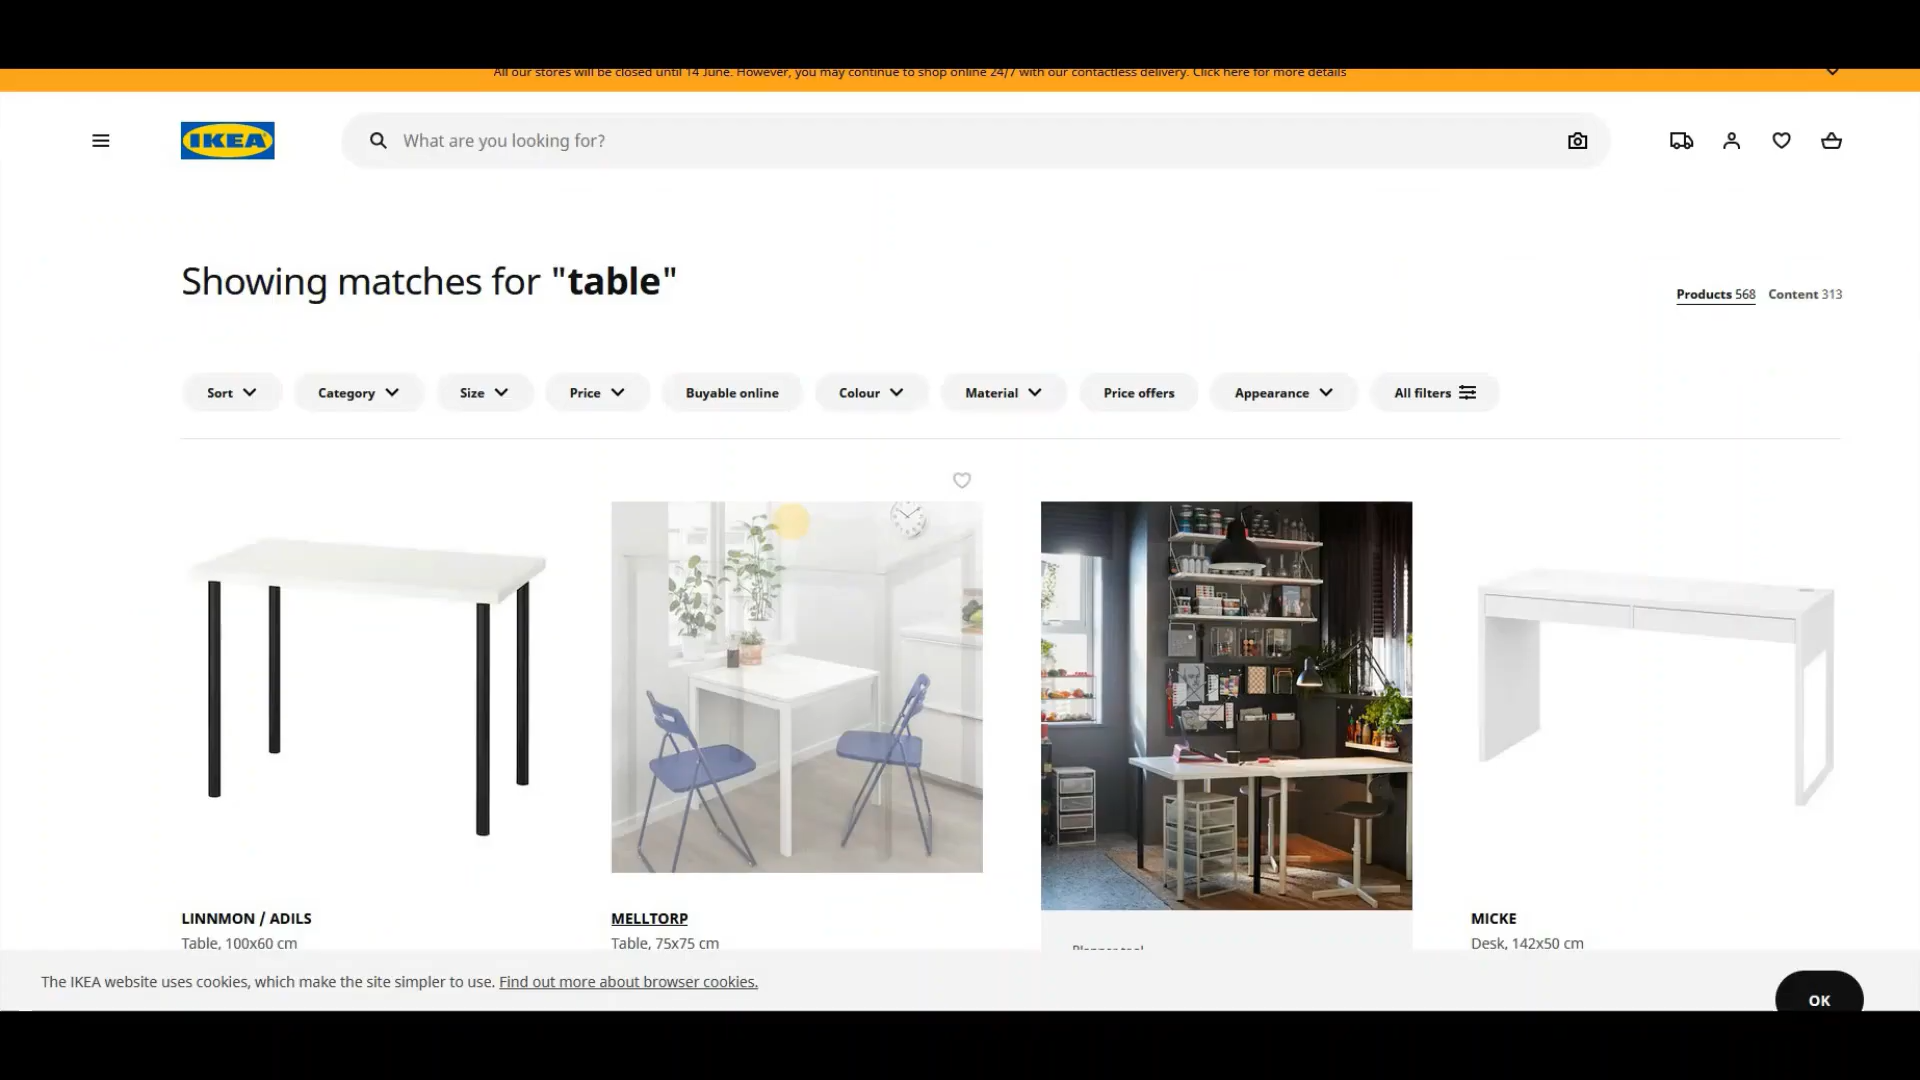 All our stores will be closed until 14 June. However, you may continue to shop online 24/7 with our contactless delivery. Click here for more details
IKEA
What are you looking for?
Showing matches for "table"
Products 568 Content 313
Sort Category Size Price Buyable online Colour Material Price offers Appearance All filters
LINNMON / ADILS MELLTORP MICKE
Table, 100x60 cm Table, 75x75 cm Desk, 142x50 cm
Planner tool
The IKEA website uses cookies, which make the site simpler to use. Find out more about browser cookies.
OK